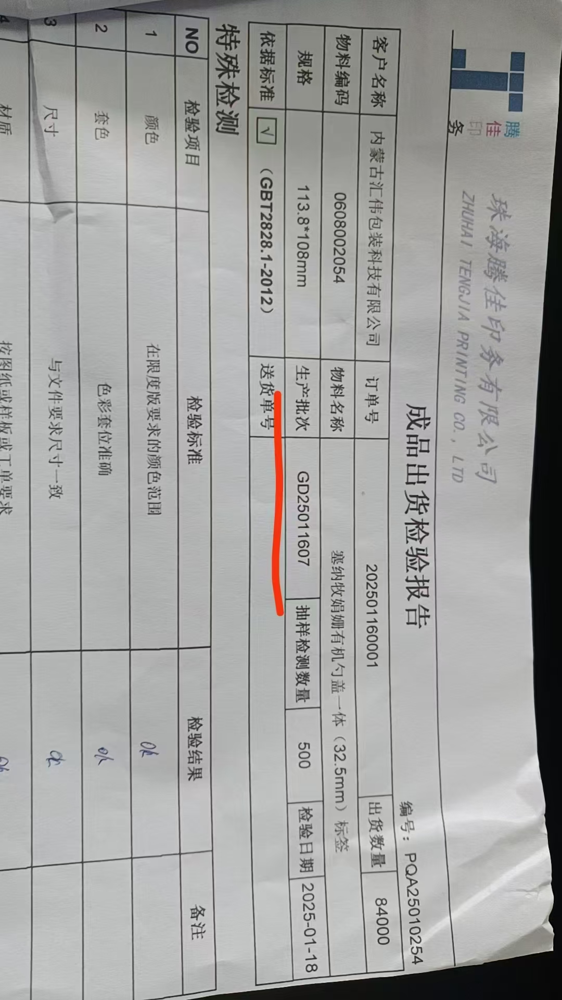 腾
佳
印
务
珠海腾佳印务有限公司
ZHUHAI TENGJIA PRINTING CO., LTD
成品出货检验报告
编号：PQA25010254
客户名称 内蒙古汇伟包装科技有限公司 订单号 202501160001 出货数量 84000
物料编码 0608002054 物料名称 塞纳牧娟姗有机勺盖一体（32.5mm）标签
规格 113.8*108mm 生产批次 GD25011607 抽样检测数量 500 检验日期 2025-01-18
依据标准 √ （GBT2828.1-2012） 送货单号
特殊检测
NO 检验项目 检验标准 检验结果 备注
1 颜色 在限度版要求的颜色范围 ok
2 套色 色彩套位准确 ok
3 尺寸 与文件要求尺寸一致 ok
4 材质 按图纸或样板或工单要求 ok